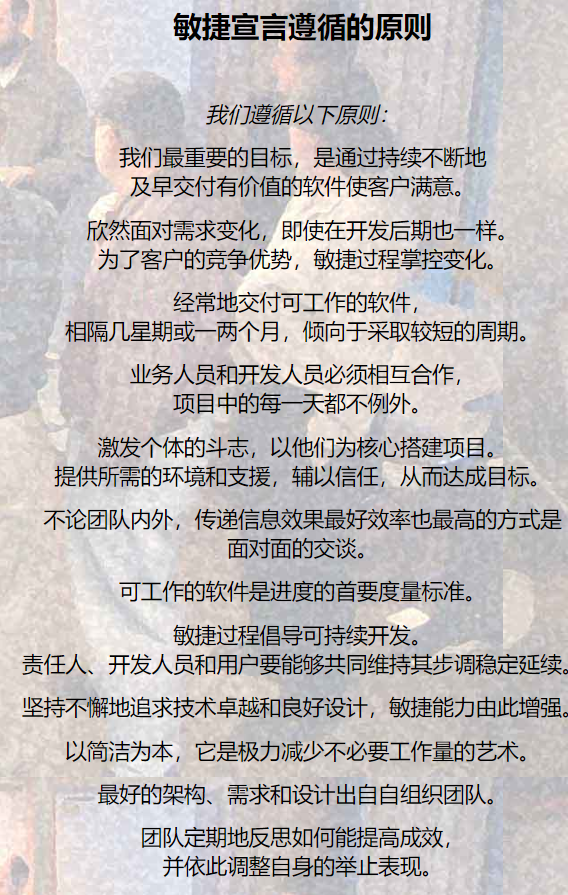 敏捷宣言遵循的原则
我们遵循以下原则：
我们最重要的目标，是通过持续不断地
及早交付有价值的软件使客户满意。
欣然面对需求变化，即使在开发后期也一样。
为了客户的竞争优势，敏捷过程掌控变化。
经常地交付可工作的软件，
相隔几星期或一两个月，倾向于采取较短的周期。
业务人员和开发人员必须相互合作，
项目中的每一天都不例外。
激发个体的斗志，以他们为核心搭建项目。
提供所需的环境和支援，辅以信任，从而达成目标。
不论团队内外，传递信息效果最好效率也最高的方式是
面对面的交谈。
可工作的软件是进度的首要度量标准。
敏捷过程倡导可持续开发。
责任人、开发人员和用户要能够共同维持其步调稳定延续。
坚持不懈地追求技术卓越和良好设计，敏捷能力由此增强。
以简洁为本，它是极力减少不必要工作量的艺术。
最好的架构、需求和设计出自自组织团队。
团队定期地反思如何能提高成效，
并依此调整自身的举止表现。